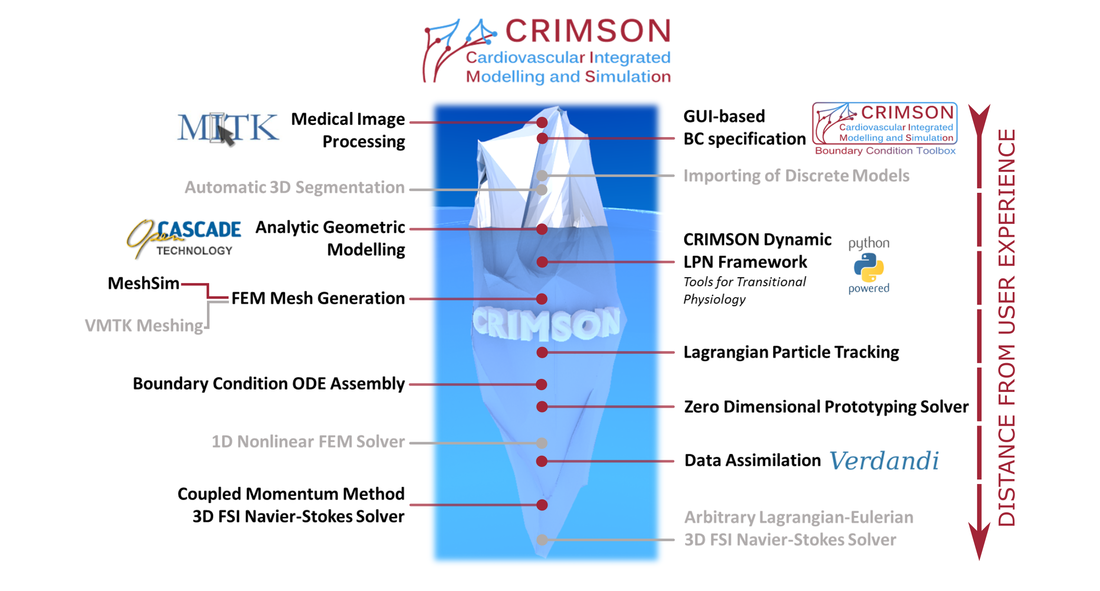 CRIMSON
Cardiovascular Integrated
Modelling and Simulation
MITK
Medical Image
Processing
GUI-based
BC specification
CRIMSON
Cardiovascular Integrated
Modelling and Simulation
Boundary Condition Toolbox
Automatic 3D Segmentation
Importing of Discrete Models
Open CASCADE
TECHNOLOGY
Analytic Geometric
Modelling
CRIMSON Dynamic
LPN Framework
Tools for Transitional
Physiology
python
powered
MeshSim
FEM Mesh Generation
VMTK Meshing
CRIMSON
Lagrangian Particle Tracking
Boundary Condition ODE Assembly
Zero Dimensional Prototyping Solver
1D Nonlinear FEM Solver
Data Assimilation
Verdandi
Coupled Momentum Method
3D FSI Navier-Stokes Solver
Arbitrary Lagrangian-Eulerian
3D FSI Navier-Stokes Solver
DISTANCE FROM USER EXPERIENCE